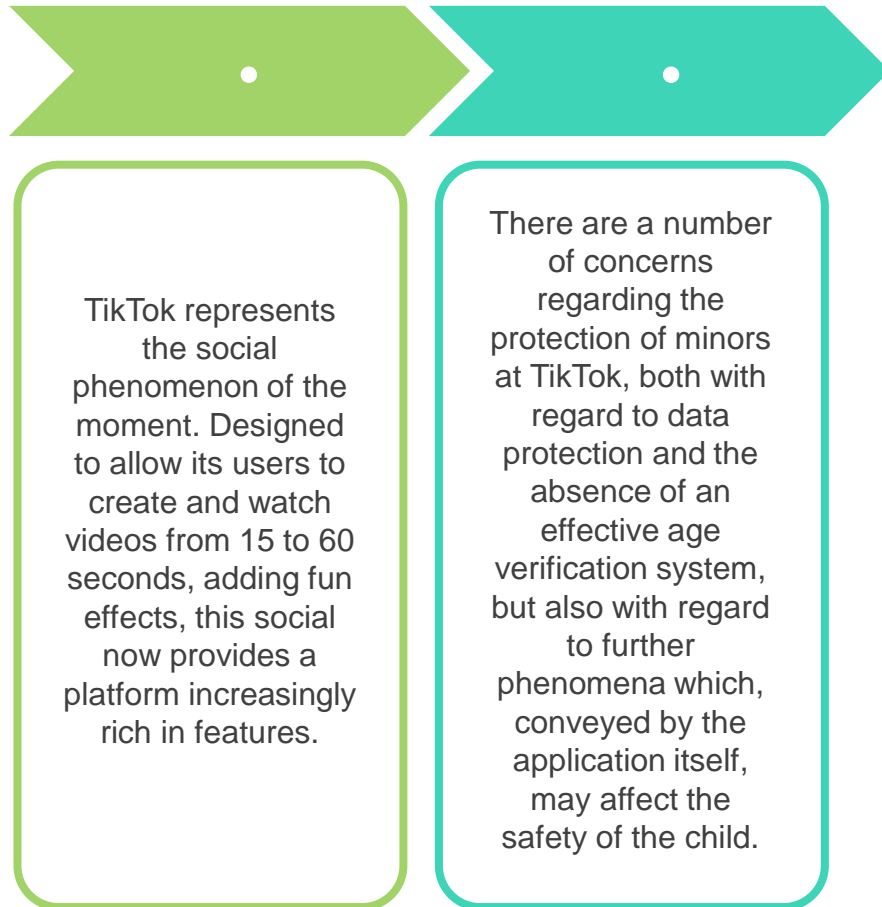 TikTok represents
the social
phenomenon of the
moment. Designed
to allow its users to
create and watch
videos from 15 to 60
seconds, adding fun
effects, this social
now provides a
platform increasingly
rich in features.
There are a number
of concerns
regarding the
protection of minors
at TikTok, both with
regard to data
protection and the
absence of an
effective age
verification system,
but also with regard
to further
phenomena which,
conveyed by the
application itself,
may affect the
safety of the child.